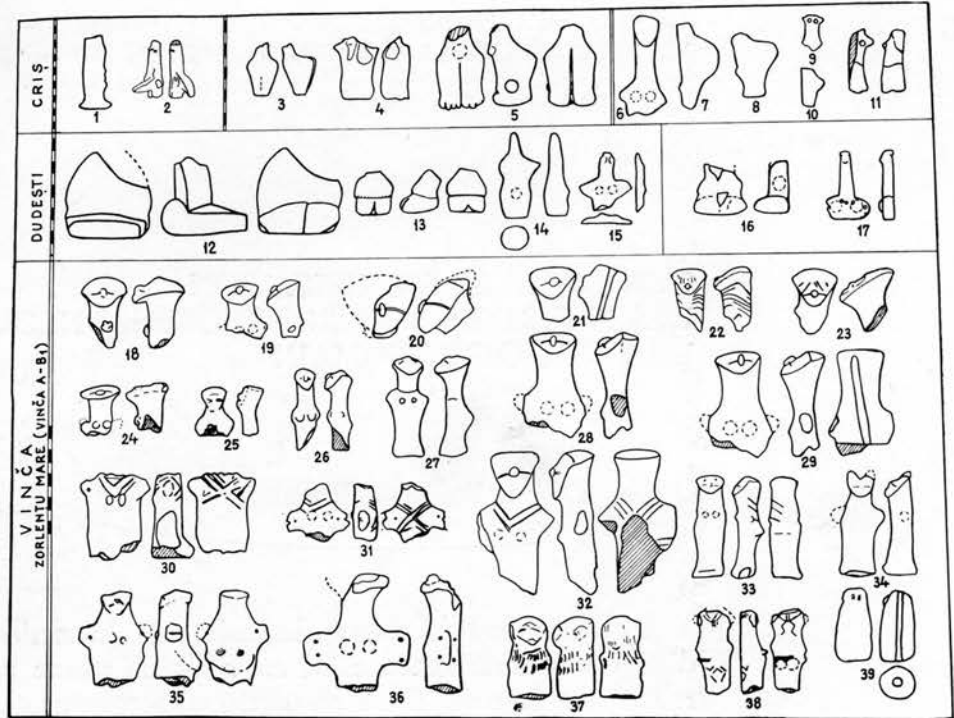 CRIŞ
1 2 3 4 5 6 7 8 9 10 11
DUDEŞTI
12 13 14 15 16 17
VINČA
ZORLENTU MARE (VINČA A-B1)
18 19 20 21 22 23
24 25 26 27 28 29
30 31 32 33 34
35 36 37 38 39